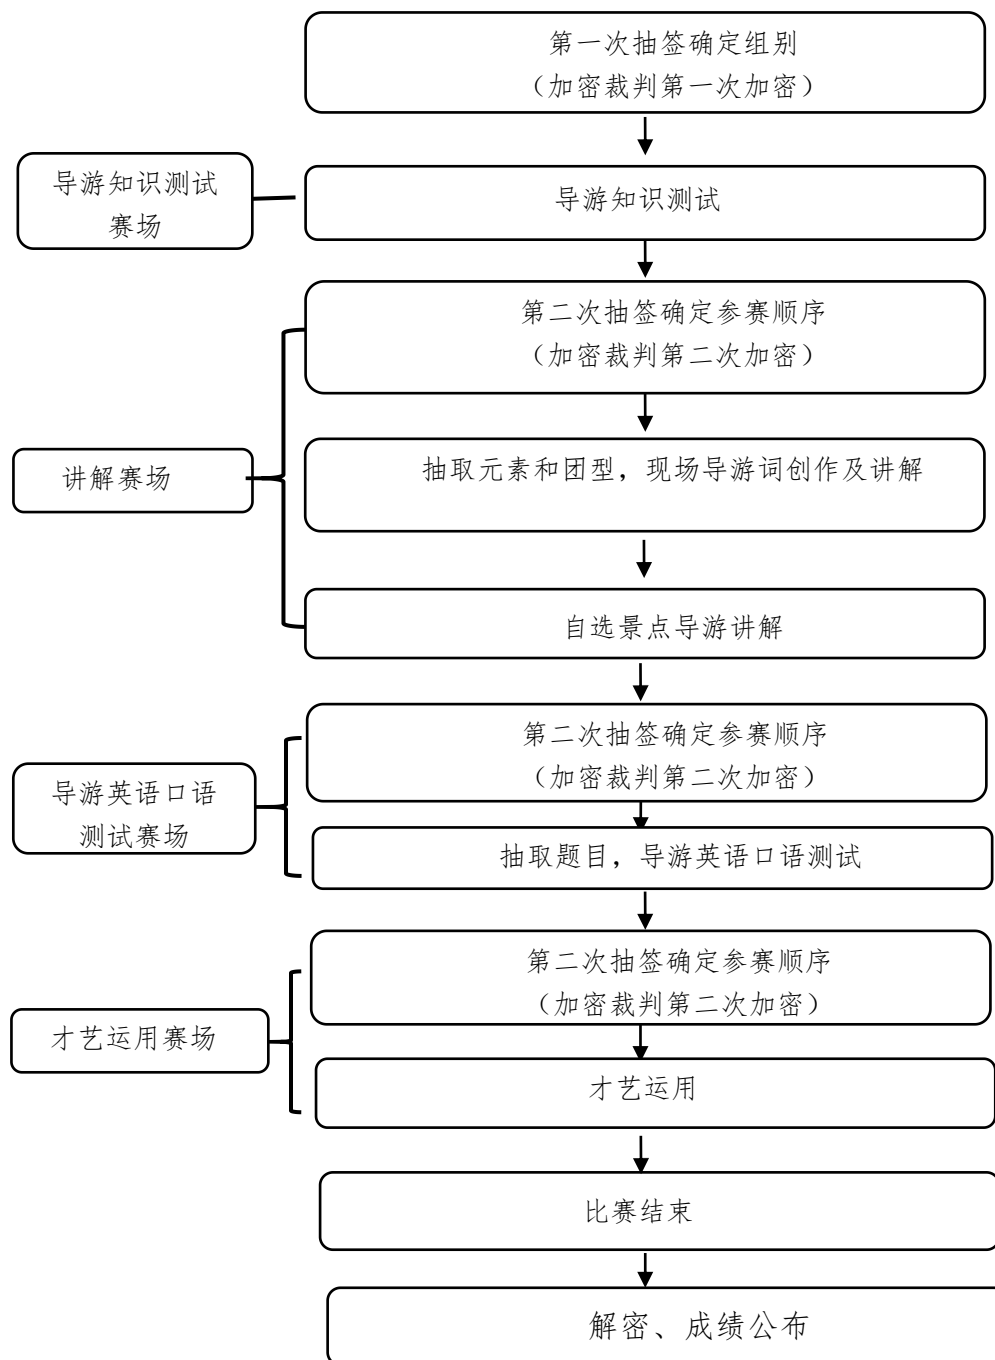 第一次抽签确定组别
（加密裁判第一次加密）
导游知识测试
赛场
导游知识测试
第二次抽签确定参赛顺序
（加密裁判第二次加密）
讲解赛场
抽取元素和团型，现场导游词创作及讲解
自选景点导游讲解
第二次抽签确定参赛顺序
（加密裁判第二次加密）
导游英语口语
测试赛场
抽取题目，导游英语口语测试
第二次抽签确定参赛顺序
（加密裁判第二次加密）
才艺运用赛场
才艺运用
比赛结束
解密、成绩公布